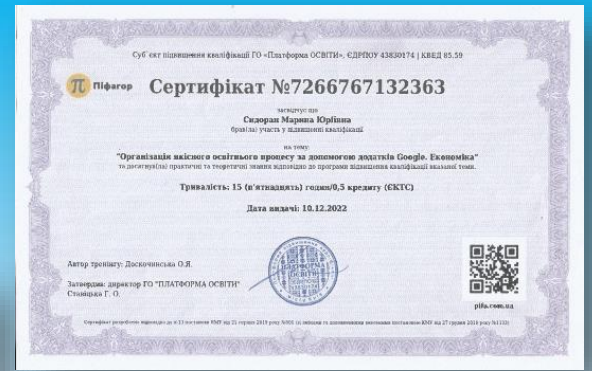 Суб'єкт підвищення кваліфікації ГО «Платформа ОСВІТИ», ЄДРПОУ 43830174 | КВЕД 85.59
π Піфагор
Сертифікат №7266767132363
засвідчує що
Сидоран Марина Юріївна
брав(ла) участь у підвищенні кваліфікації
на тему:
"Організація якісного освітнього процесу за допомогою додатків Google. Економіка"
та досягнув(ла) практичні та теоретичні знання відповідно до програми підвищення кваліфікації вказаної теми.
Тривалість: 15 (п'ятнадцять) годин/0,5 кредиту (ЄКТС)
Дата видачі: 10.12.2022
Автор тренінгу: Доскочинська О.Я.
Затвердив: директор ГО "ПЛАТФОРМА ОСВІТИ"
Станіцька Г. О.
ПЛАТФОРМА
ОСВІТИ
pifa.com.ua